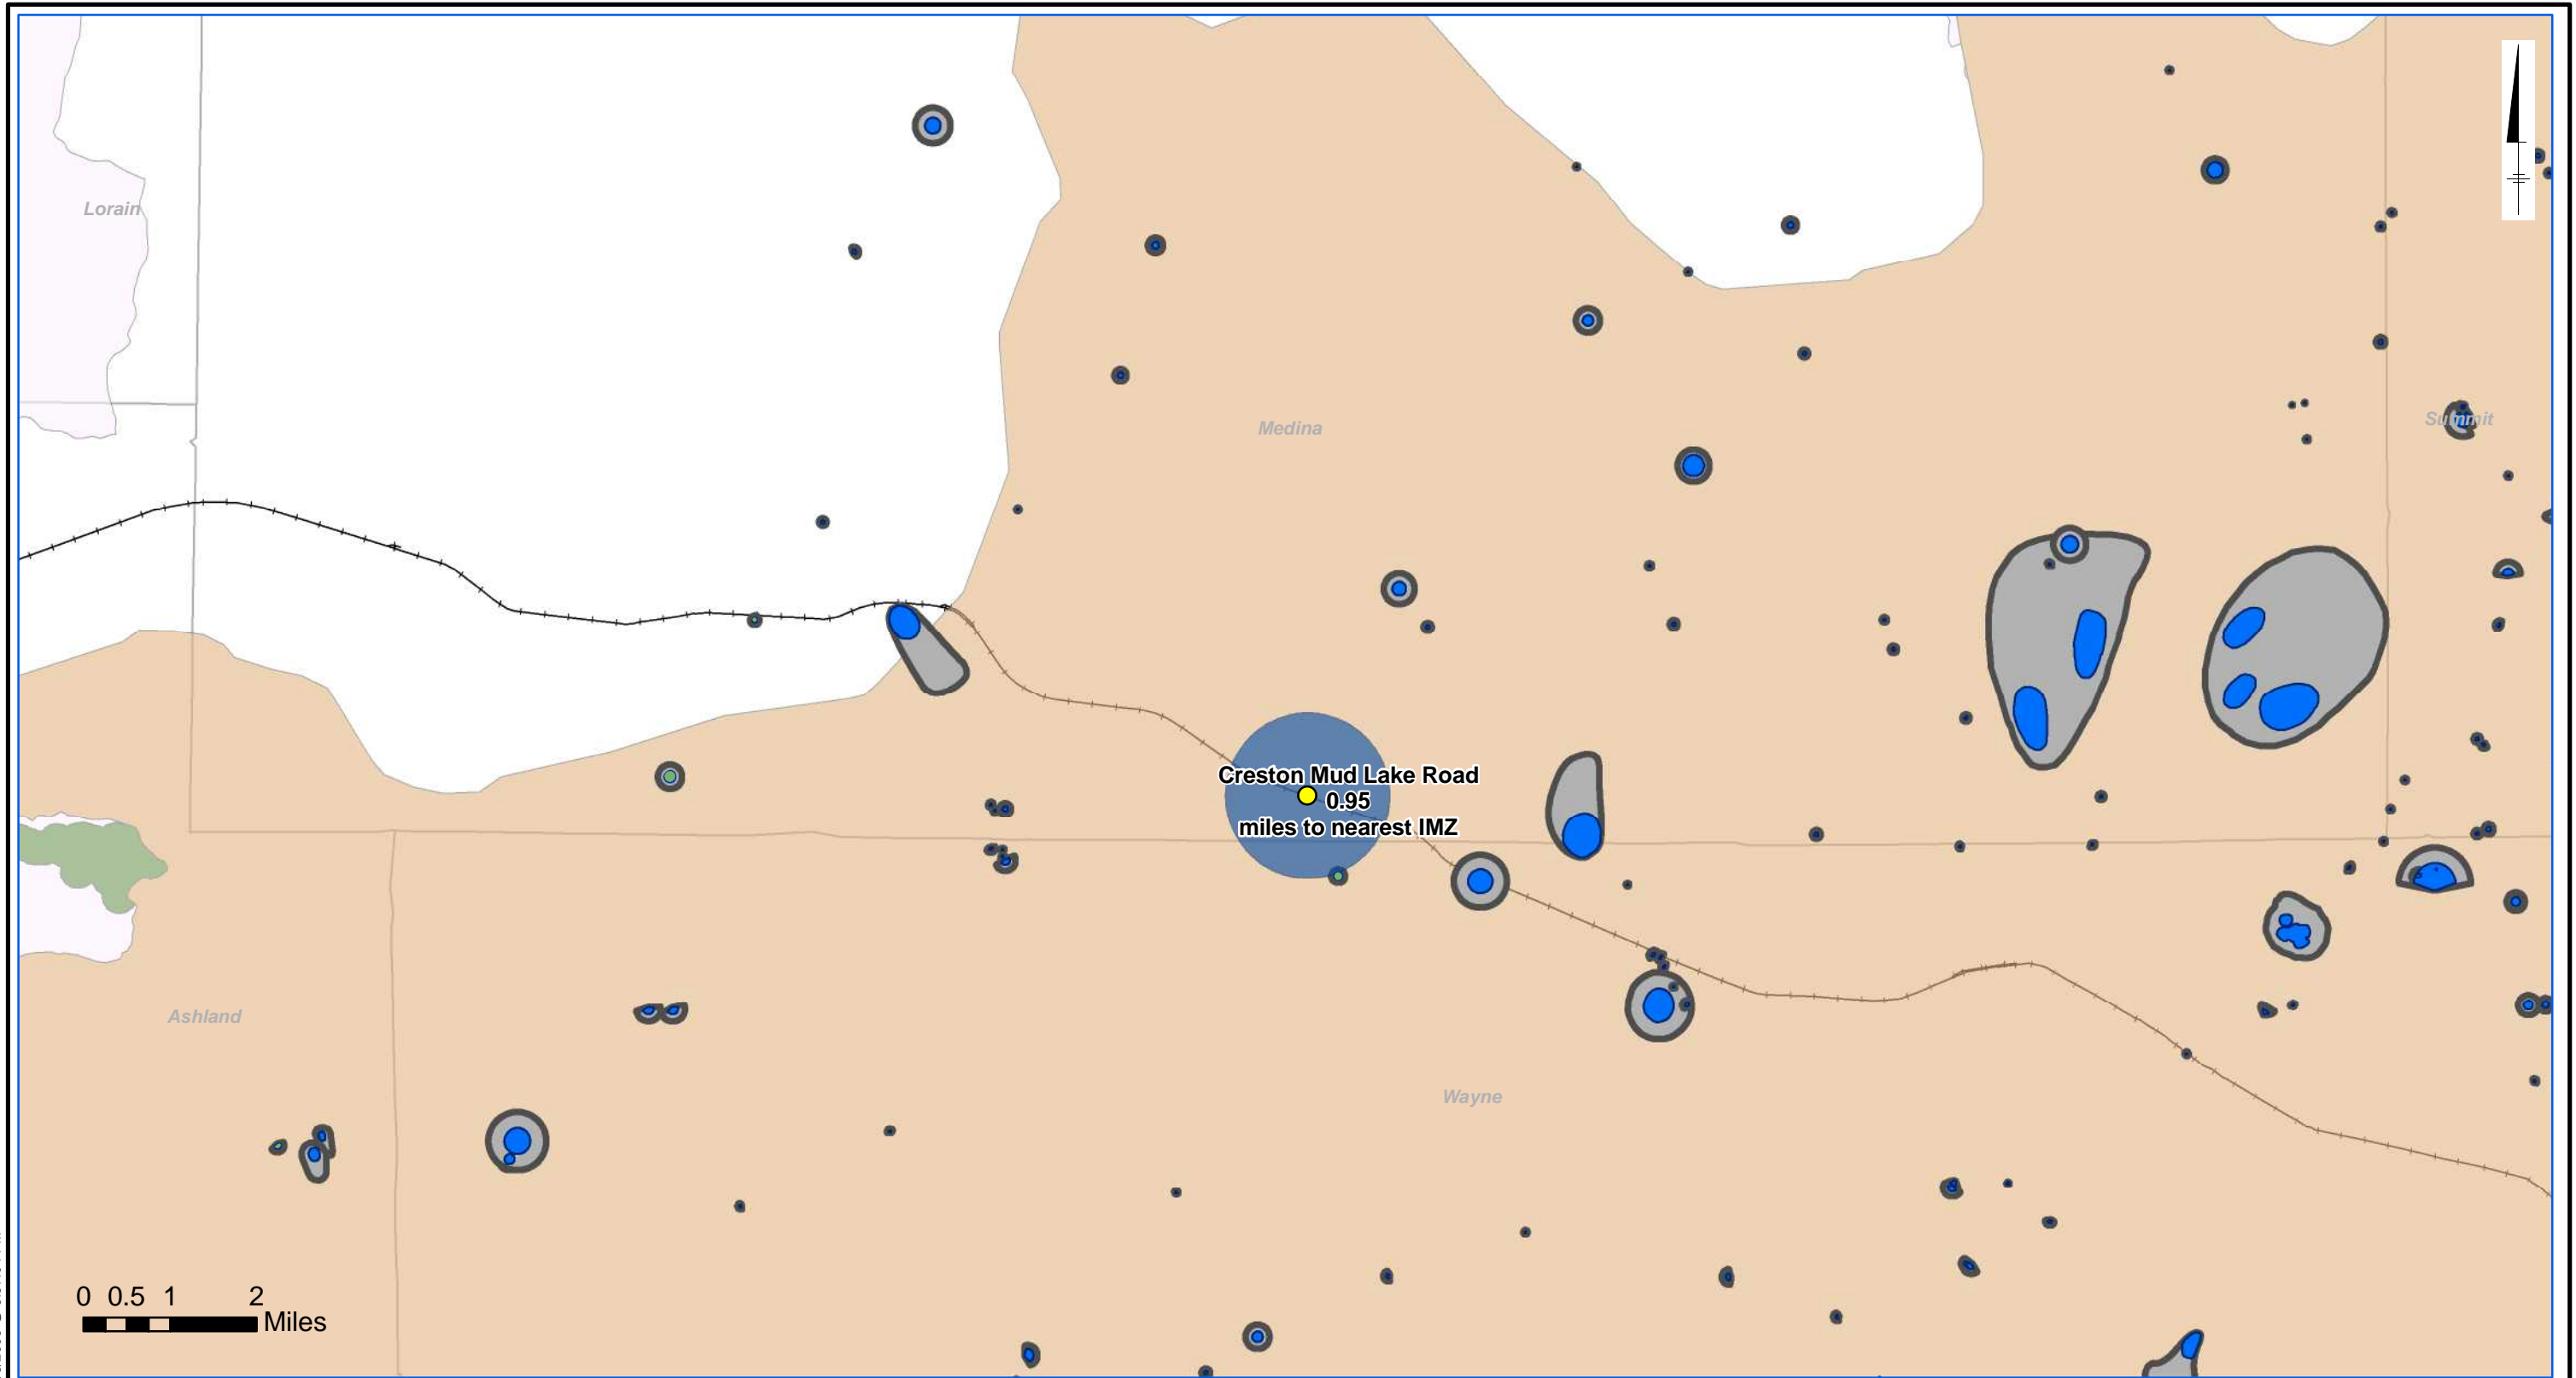 Lorain
Medina
Summit
Creston Mud Lake Road
0.95
miles to nearest IMZ
Ashland
Wayne
0 0.5 1 2
Miles